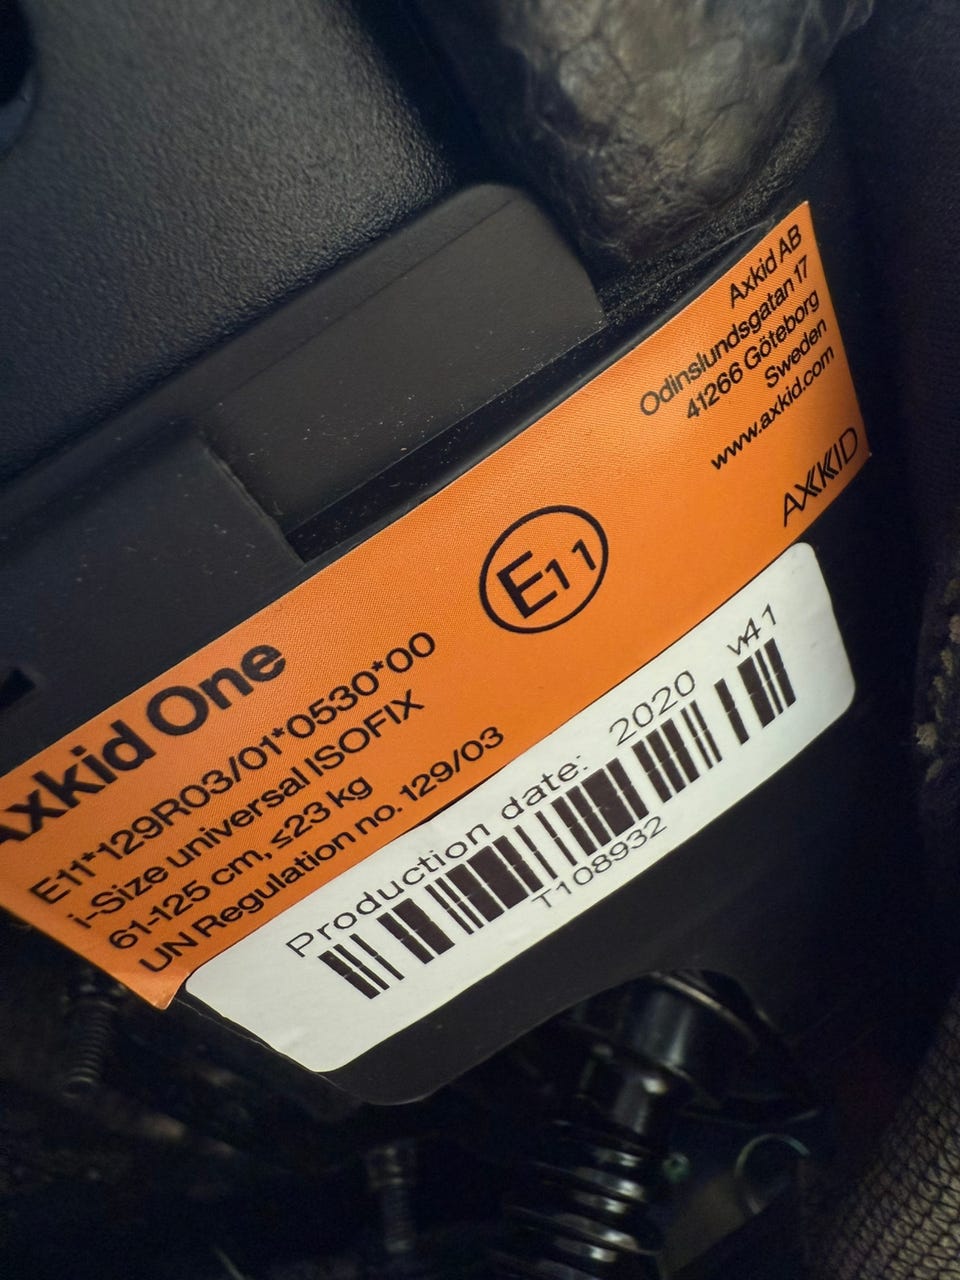 Axkid One
E11*129R03/01*0530*00
i-Size universal ISOFIX
61-125 cm, ≤23 kg
UN Regulation no. 129/03
E11
Axkid AB
Odinslundsgatan 17
41266 Göteborg
Sweden
www.axkid.com
AXKID
Production date: 2020 w41
T108932